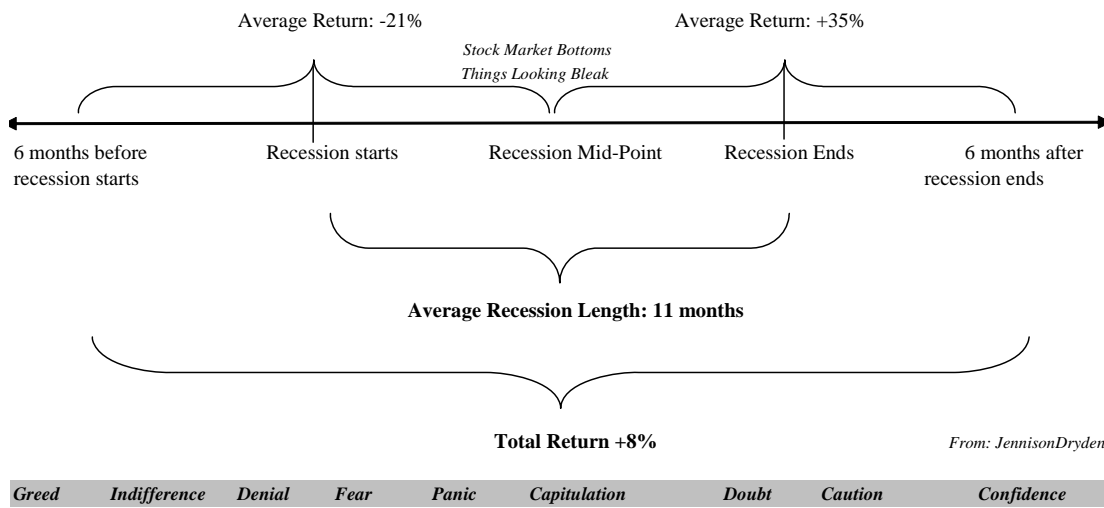 Average Return: -21%
Average Return: +35%
Stock Market Bottoms
Things Looking Bleak
6 months before
recession starts
Recession starts
Recession Mid-Point
Recession Ends
6 months after
recession ends
Average Recession Length: 11 months
Total Return +8%
From: JennisonDryden
Greed Indifference Denial Fear Panic Capitulation Doubt Caution Confidence